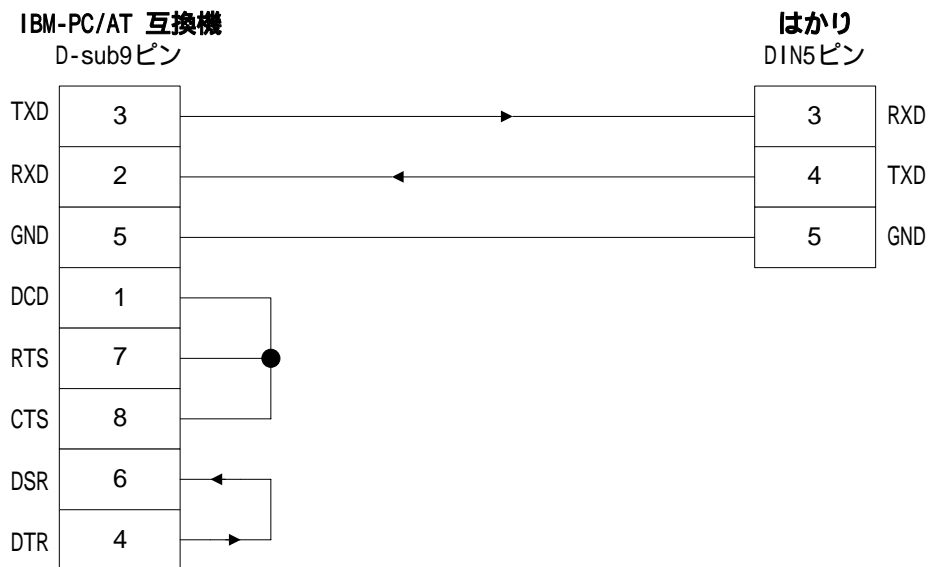 IBM-PC/AT 互換機 はかり
D-sub9ピン DIN5ピン
TXD 3 3 RXD
RXD 2 4 TXD
GND 5 5 GND
DCD 1
RTS 7
CTS 8
DSR 6
DTR 4